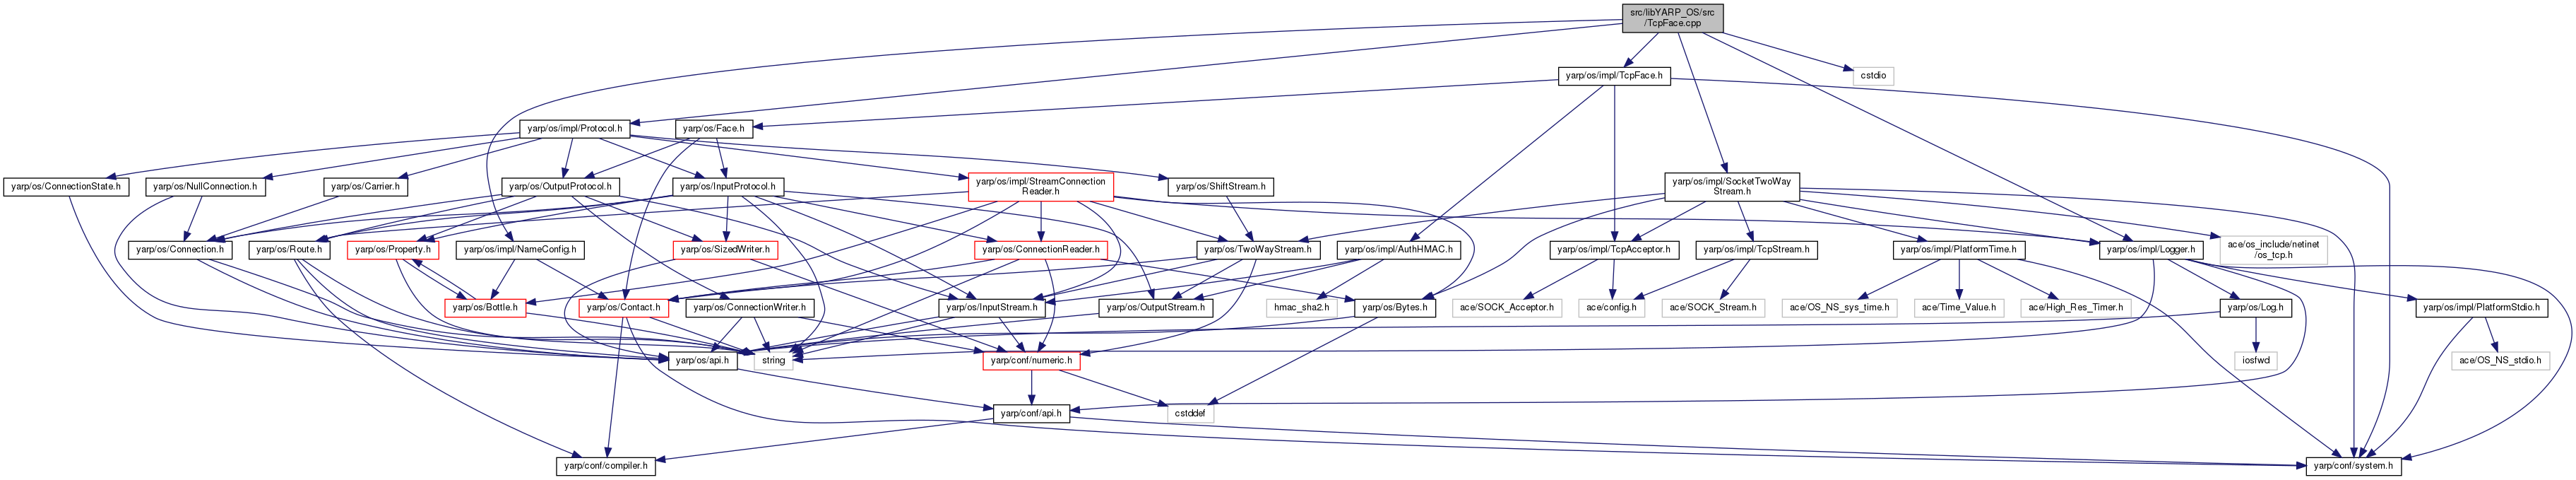 src/libYARP_OS/src
/TcpFace.cpp
yarp/os/impl/TcpFace.h
cstdio
yarp/os/impl/Protocol.h
yarp/os/Face.h
yarp/os/ConnectionState.h
yarp/os/NullConnection.h
yarp/os/Carrier.h
yarp/os/OutputProtocol.h
yarp/os/InputProtocol.h
yarp/os/impl/StreamConnection
Reader.h
yarp/os/ShiftStream.h
yarp/os/impl/SocketTwoWay
Stream.h
yarp/os/Connection.h
yarp/os/Route.h
yarp/os/Property.h
yarp/os/impl/NameConfig.h
yarp/os/SizedWriter.h
yarp/os/ConnectionReader.h
yarp/os/TwoWayStream.h
yarp/os/impl/AuthHMAC.h
yarp/os/impl/TcpAcceptor.h
yarp/os/impl/TcpStream.h
yarp/os/impl/PlatformTime.h
yarp/os/impl/Logger.h
ace/os_include/netinet
/os_tcp.h
yarp/os/Bottle.h
yarp/os/Contact.h
yarp/os/ConnectionWriter.h
yarp/os/InputStream.h
yarp/os/OutputStream.h
hmac_sha2.h
yarp/os/Bytes.h
ace/SOCK_Acceptor.h
ace/config.h
ace/SOCK_Stream.h
ace/OS_NS_sys_time.h
ace/Time_Value.h
ace/High_Res_Timer.h
yarp/os/Log.h
yarp/os/impl/PlatformStdio.h
yarp/os/api.h
string
yarp/conf/numeric.h
iosfwd
ace/OS_NS_stdio.h
yarp/conf/api.h
cstddef
yarp/conf/compiler.h
yarp/conf/system.h